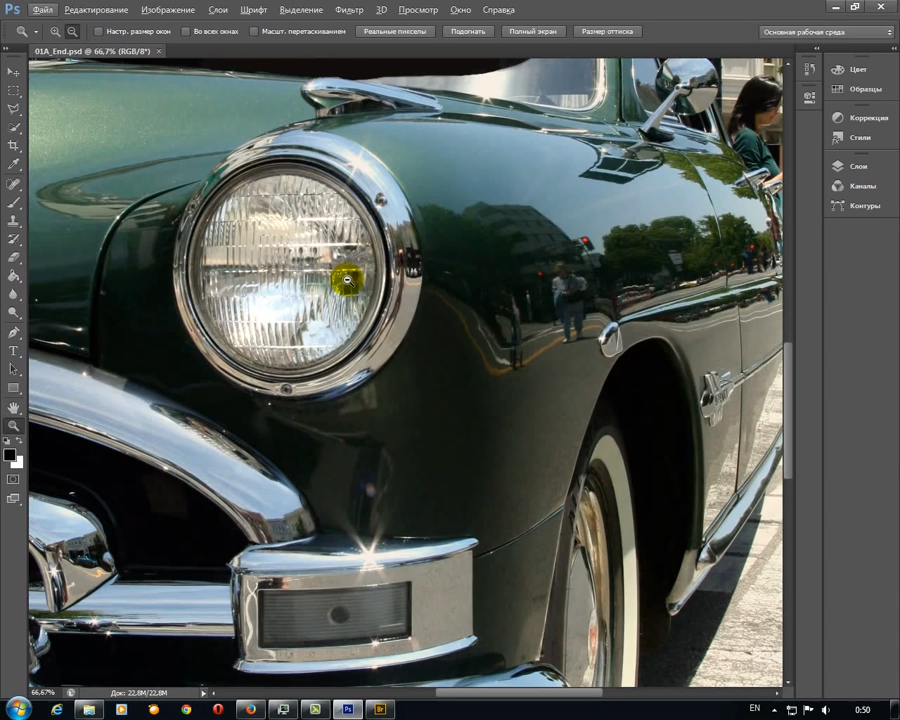 Ps Файл Редактирование Изображение Слои Шрифт Выделение Фильтр 3D Просмотр Окно Справка
Настр. размер окон Во всех окнах Масшт. перетаскиванием Реальные пикселы Подогнать Полный экран Размер оттиска Основная рабочая среда
01A_End.psd @ 66,7% (RGB/8*) ×
Цвет
Образцы
Коррекция
Стили
Слои
Каналы
Контуры
T
66,67% Док: 22,8M/22,8M
Ps Br EN 0:50